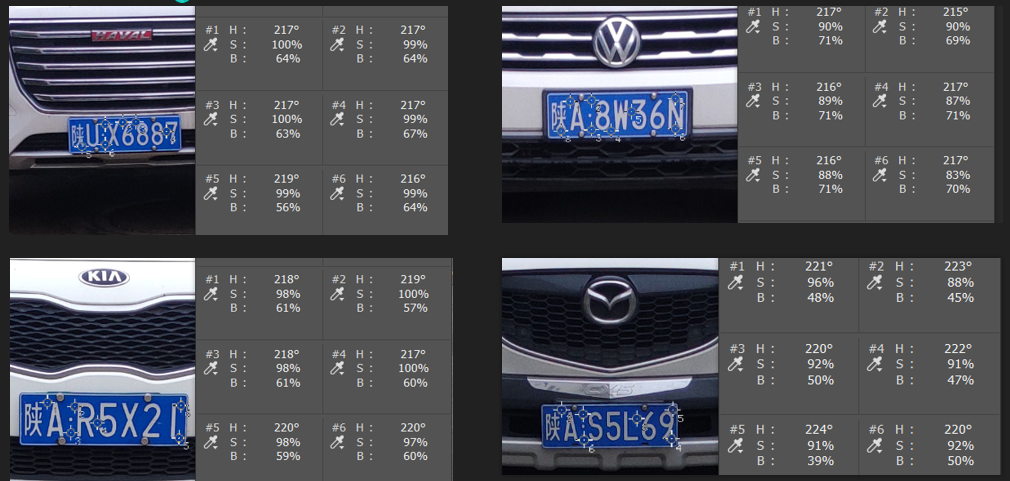 HAVAL
陕U·X6887
#1 H: 217° #2 H: 217°
S: 100% S: 99%
B: 64% B: 64%
#3 H: 217° #4 H: 217°
S: 100% S: 99%
B: 63% B: 67%
#5 H: 219° #6 H: 216°
S: 99% S: 99%
B: 56% B: 64%
陕A·8W36N
#1 H: 217° #2 H: 215°
S: 90% S: 90%
B: 71% B: 69%
#3 H: 216° #4 H: 217°
S: 89% S: 87%
B: 71% B: 71%
#5 H: 216° #6 H: 217°
S: 88% S: 83%
B: 71% B: 70%
KIA
陕A·R5X21
#1 H: 218° #2 H: 219°
S: 98% S: 100%
B: 61% B: 57%
#3 H: 218° #4 H: 217°
S: 98% S: 100%
B: 61% B: 60%
#5 H: 220° #6 H: 220°
S: 98% S: 97%
B: 59% B: 60%
陕A·S5L69
#1 H: 221° #2 H: 223°
S: 96% S: 88%
B: 48% B: 45%
#3 H: 220° #4 H: 222°
S: 92% S: 91%
B: 50% B: 47%
#5 H: 224° #6 H: 220°
S: 91% S: 92%
B: 39% B: 50%